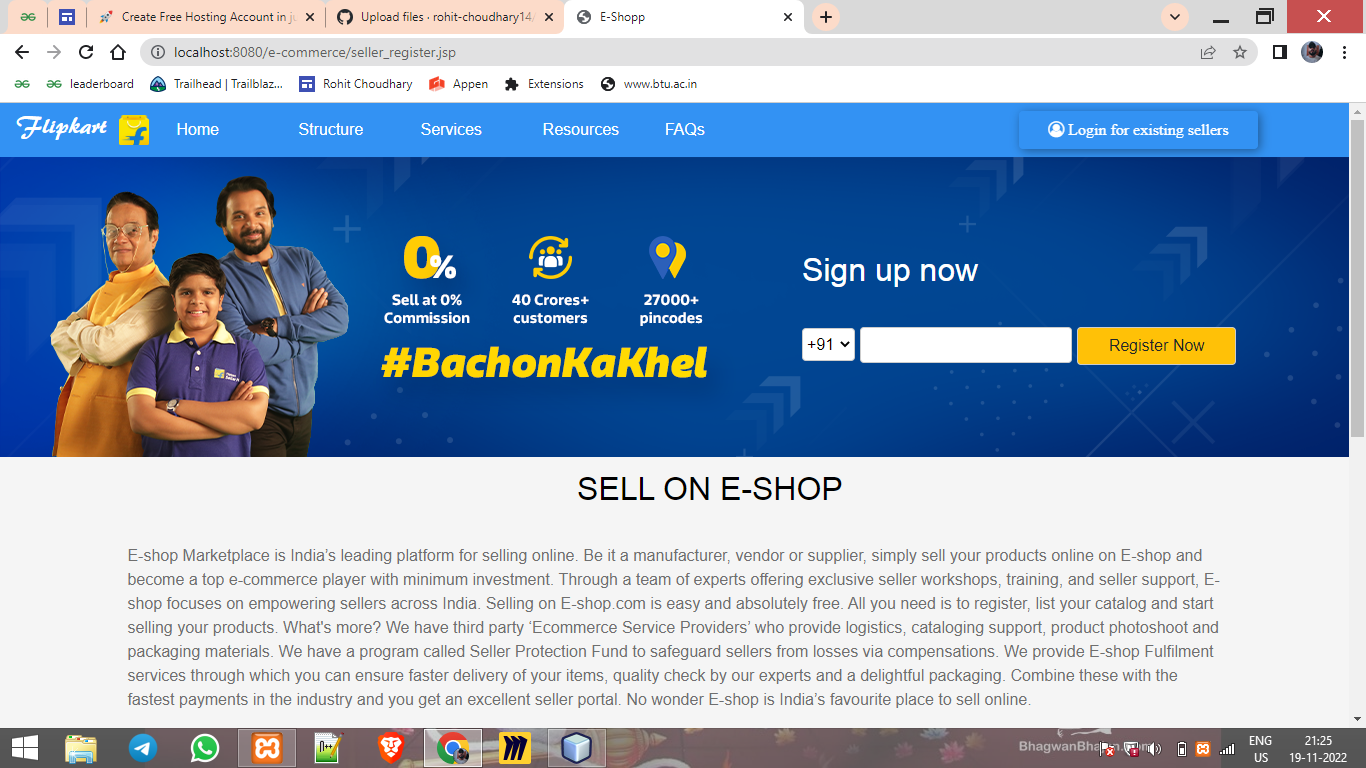 Create Free Hosting Account in ju
Upload files · rohit-choudhary14/
E-Shopp
localhost:8080/e-commerce/seller_register.jsp
leaderboard
Trailhead | Trailblaz...
Rohit Choudhary
Appen
Extensions
www.btu.ac.in
Flipkart
Home
Structure
Services
Resources
FAQs
Login for existing sellers
0%
Sell at 0%
Commission
40 Crores+
customers
27000+
pincodes
#BachonKaKhel
Sign up now
+91
Register Now
SELL ON E-SHOP
E-shop Marketplace is India’s leading platform for selling online. Be it a manufacturer, vendor or supplier, simply sell your products online on E-shop and
become a top e-commerce player with minimum investment. Through a team of experts offering exclusive seller workshops, training, and seller support, E-
shop focuses on empowering sellers across India. Selling on E-shop.com is easy and absolutely free. All you need is to register, list your catalog and start
selling your products. What's more? We have third party ‘Ecommerce Service Providers’ who provide logistics, cataloging support, product photoshoot and
packaging materials. We have a program called Seller Protection Fund to safeguard sellers from losses via compensations. We provide E-shop Fulfilment
services through which you can ensure faster delivery of your items, quality check by our experts and a delightful packaging. Combine these with the
fastest payments in the industry and you get an excellent seller portal. No wonder E-shop is India’s favourite place to sell online.
ENG
US
21:25
19-11-2022